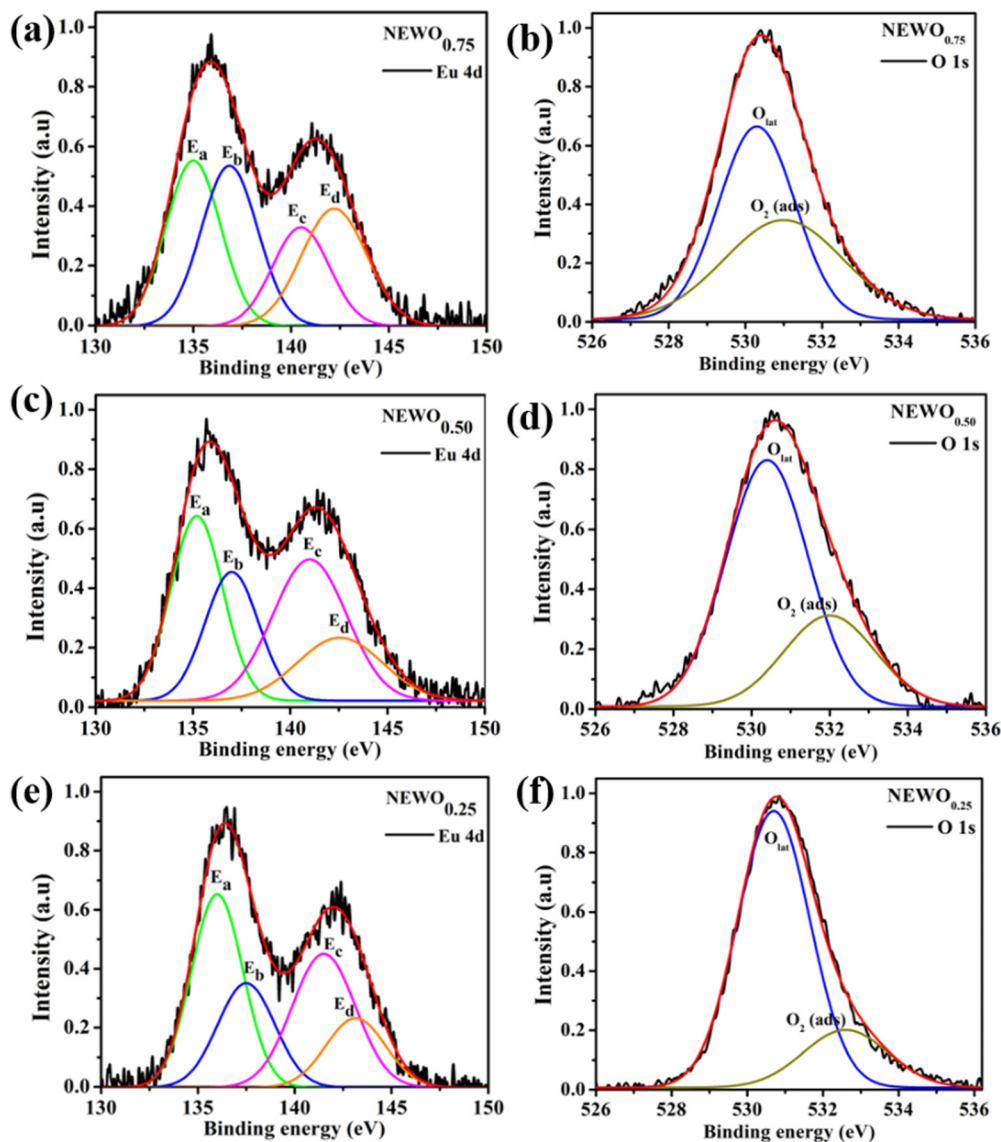 (a)
NEWO0.75
Eu 4d
Ea
Eb
Ec
Ed
Intensity (a.u)
1.0
0.8
0.6
0.4
0.2
0.0
130 135 140 145 150
Binding energy (eV)
(b)
NEWO0.75
O 1s
Olat
O2 (ads)
Intensity (a.u)
1.0
0.8
0.6
0.4
0.2
0.0
526 528 530 532 534 536
Binding energy (eV)
(c)
NEWO0.50
Eu 4d
Ea
Eb
Ec
Ed
Intensity (a.u)
1.0
0.8
0.6
0.4
0.2
0.0
130 135 140 145 150
Binding energy (eV)
(d)
NEWO0.50
O 1s
Olat
O2 (ads)
Intensity (a.u)
1.0
0.8
0.6
0.4
0.2
0.0
526 528 530 532 534 536
Binding energy (eV)
(e)
NEWO0.25
Eu 4d
Ea
Eb
Ec
Ed
Intensity (a.u)
1.0
0.8
0.6
0.4
0.2
0.0
130 135 140 145 150
Binding energy (eV)
(f)
NEWO0.25
O 1s
Olat
O2 (ads)
Intensity (a.u)
1.0
0.8
0.6
0.4
0.2
0.0
526 528 530 532 534 536
Binding energy (eV)